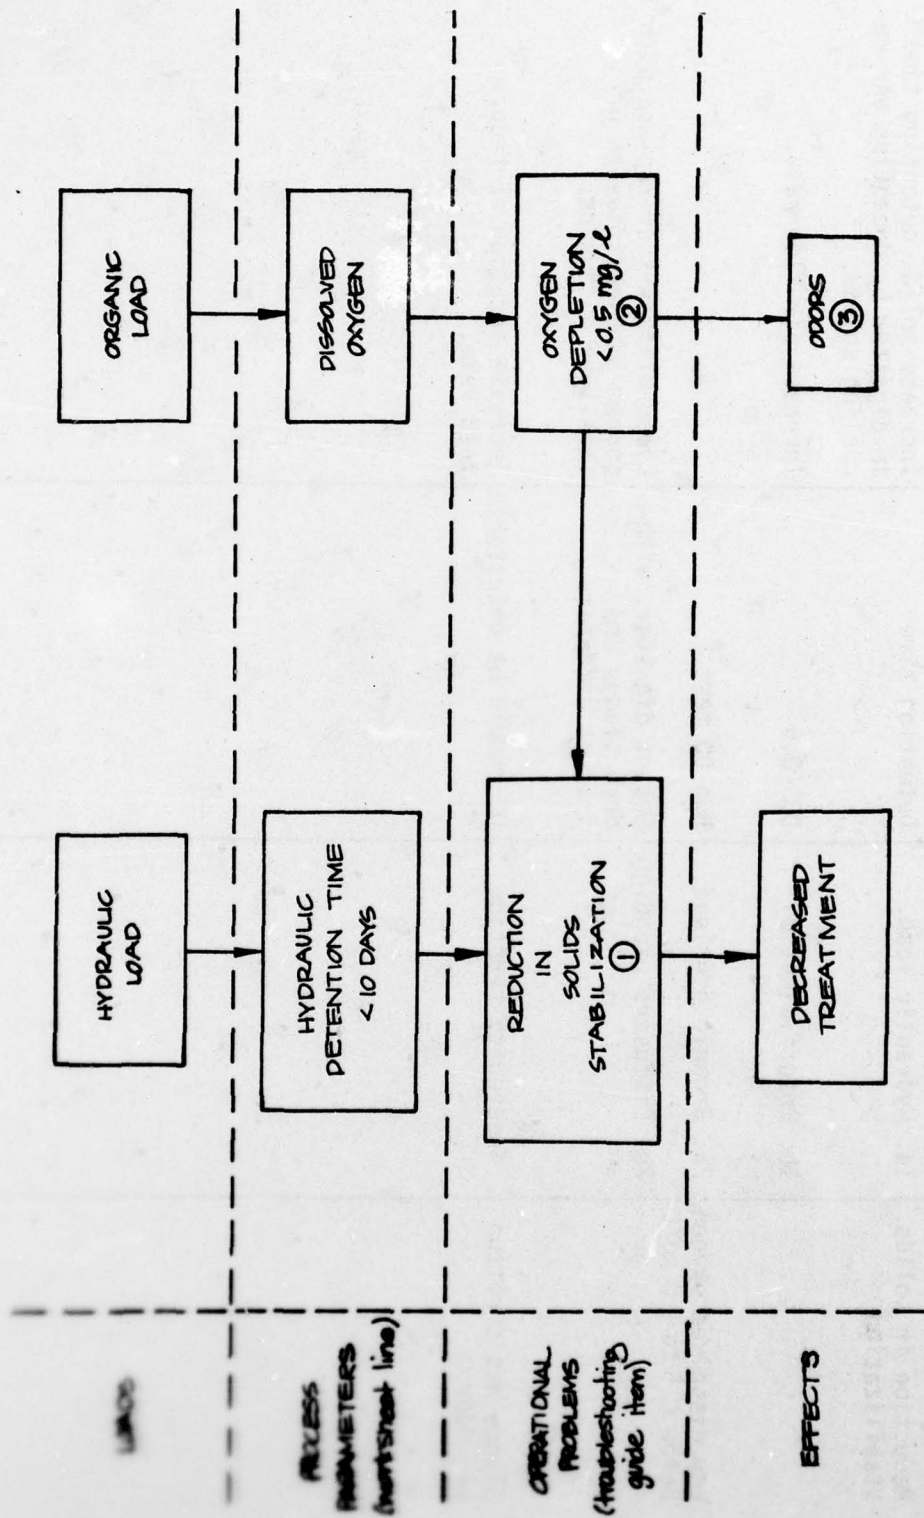 LOADS
HYDRAULIC
LOAD
ORGANIC
LOAD
PROCESS
PARAMETERS
(worksheet line)
HYDRAULIC
DETENTION TIME
<10 DAYS
DISSOLVED
OXYGEN
OPERATIONAL
PROBLEMS
(troubleshooting
guide item)
REDUCTION
IN
SOLIDS
STABILIZATION
①
OXYGEN
DEPLETION
<0.5 mg/l
②
EFFECTS
DECREASED
TREATMENT
ODORS
③